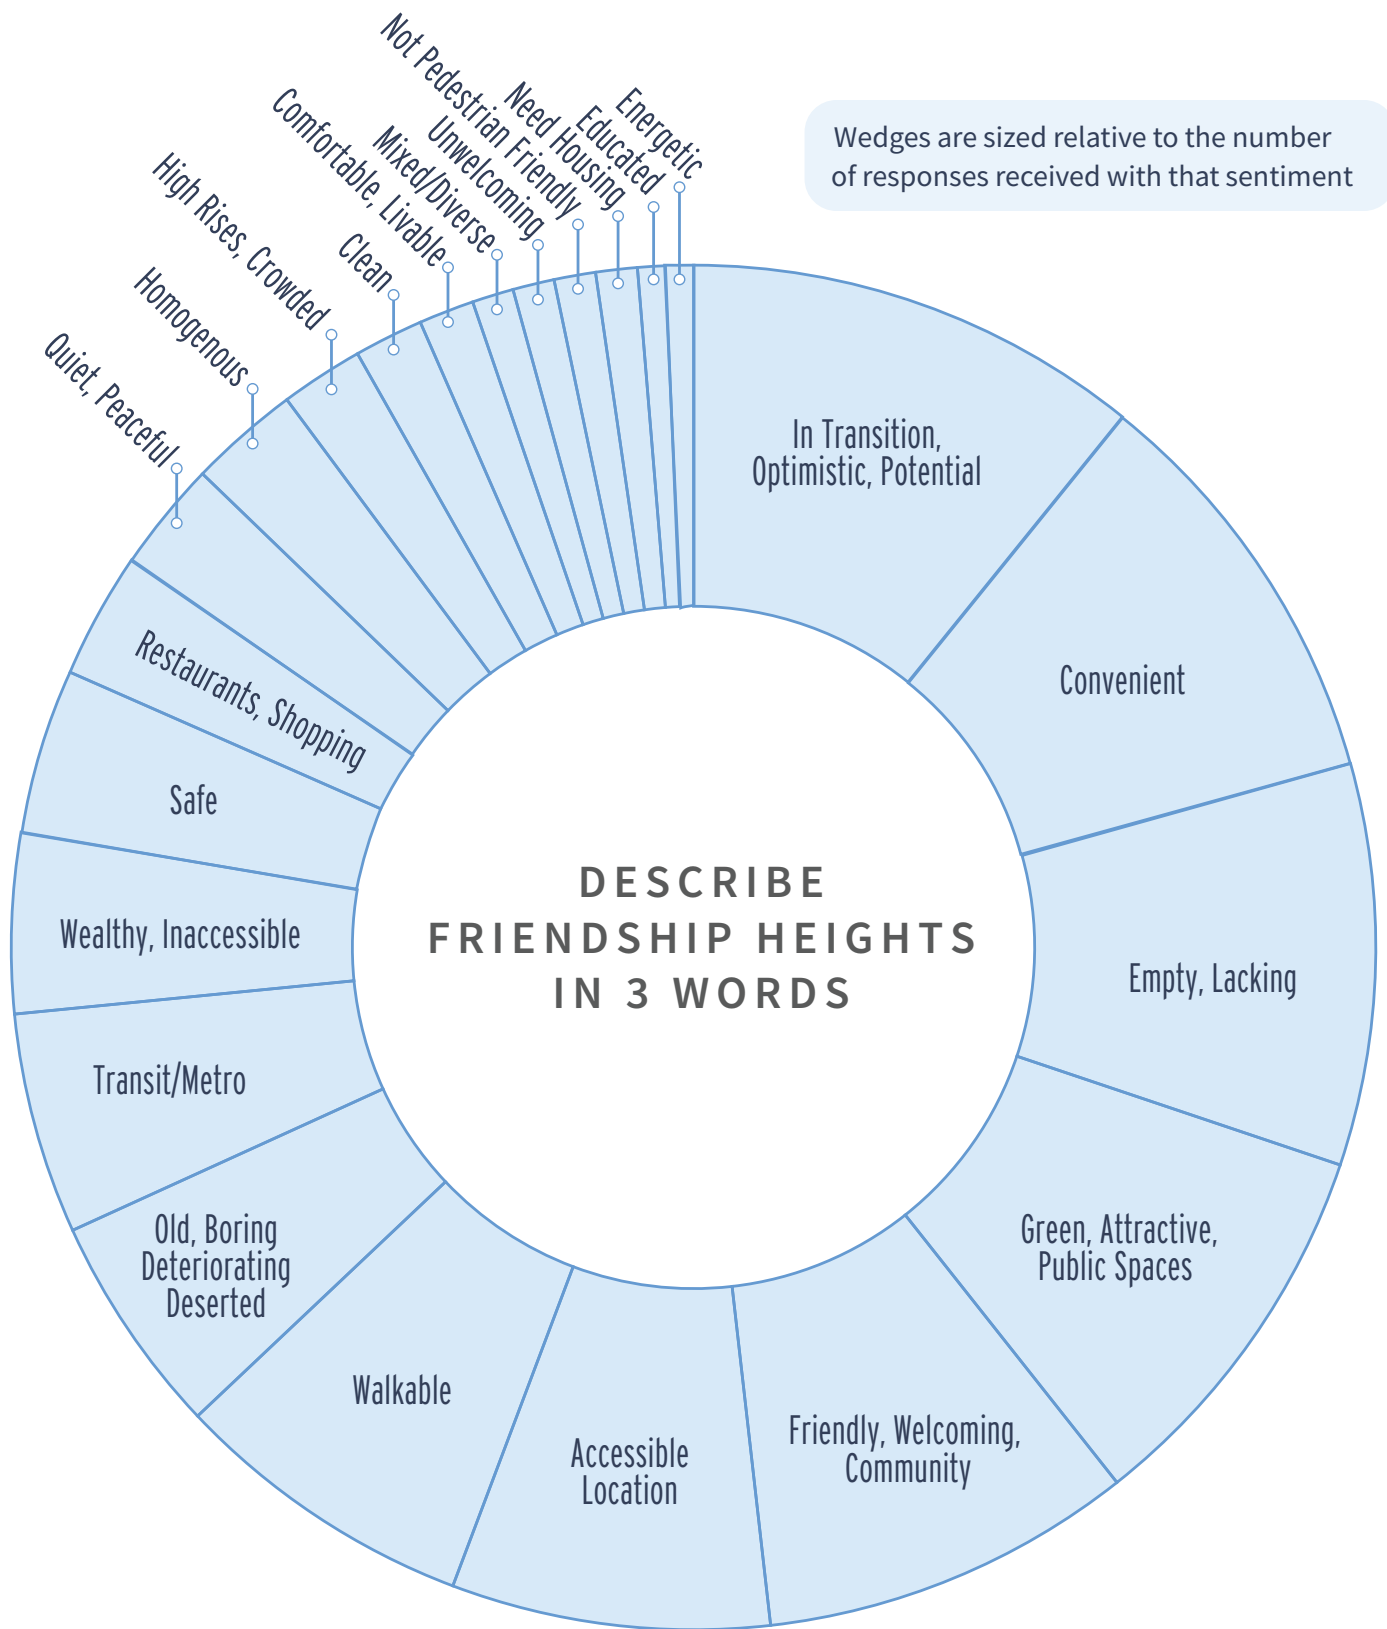 Wedges are sized relative to the number
of responses received with that sentiment
DESCRIBE
FRIENDSHIP HEIGHTS
IN 3 WORDS
In Transition,
Optimistic, Potential
Convenient
Empty, Lacking
Green, Attractive,
Public Spaces
Friendly, Welcoming,
Community
Accessible
Location
Walkable
Old, Boring
Deteriorating
Deserted
Transit/Metro
Wealthy, Inaccessible
Safe
Restaurants, Shopping
Quiet, Peaceful
Homogenous
High Rises, Crowded
Clean
Comfortable, Livable
Mixed/Diverse
Unwelcoming
Not Pedestrian Friendly
Need Housing
Educated
Energetic